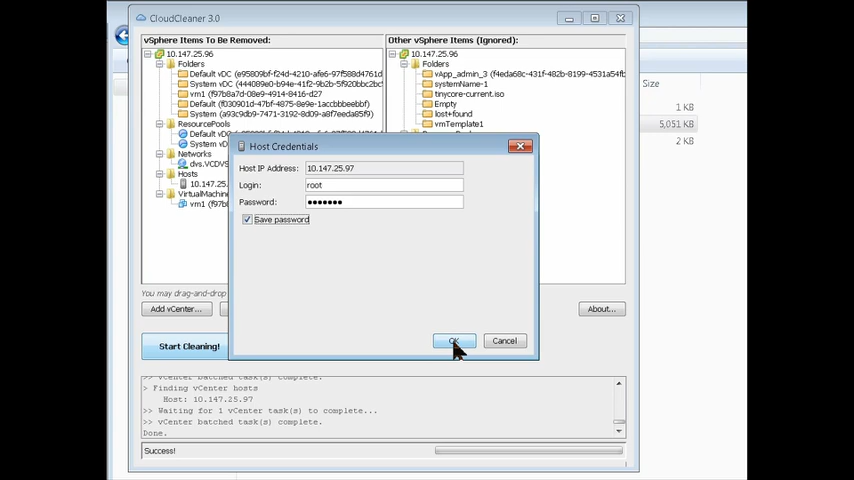 CloudCleaner 3.0
vSphere Items To Be Removed:
10.147.25.96
Folders
Default vDC (e95809bf-f24d-4210-afe6-97f588d4761d
System vDC (444089e0-b94e-41f2-9b2b-5f920bbc2bc
vm1 (f97b8a7d-08e9-4914-8416-d27
Default (f030901d-47bf-4875-8e9e-1accbbbeebbf)
System (a93c9db9-7471-3192-8d09-a8f7eeda85f9)
ResourcePools
Default vD
System v
Networks
dvs.VCDVS
Hosts
10.147.25.
VirtualMachine
vm1 (f97b8
Other vSphere Items (Ignored):
10.147.25.96
Folders
vApp_admin_3 (f4eda68c-431f-482b-8199-4531a54fb
systemName-1
tinycore-current.iso
Empty
lost+found
vmTemplate1
Size
1 KB
5,051 KB
2 KB
Host Credentials
Host IP Address: 10.147.25.97
Login: root
Password: •••••••
Save password
OK
Cancel
You may drag-and-drop
Add vCenter...
About...
Start Cleaning!
>> vCenter batched task(s) complete.
> Finding vCenter hosts
Host: 10.147.25.97
>> Waiting for 1 vCenter task(s) to complete...
>> vCenter batched task(s) complete.
Done.
Success!